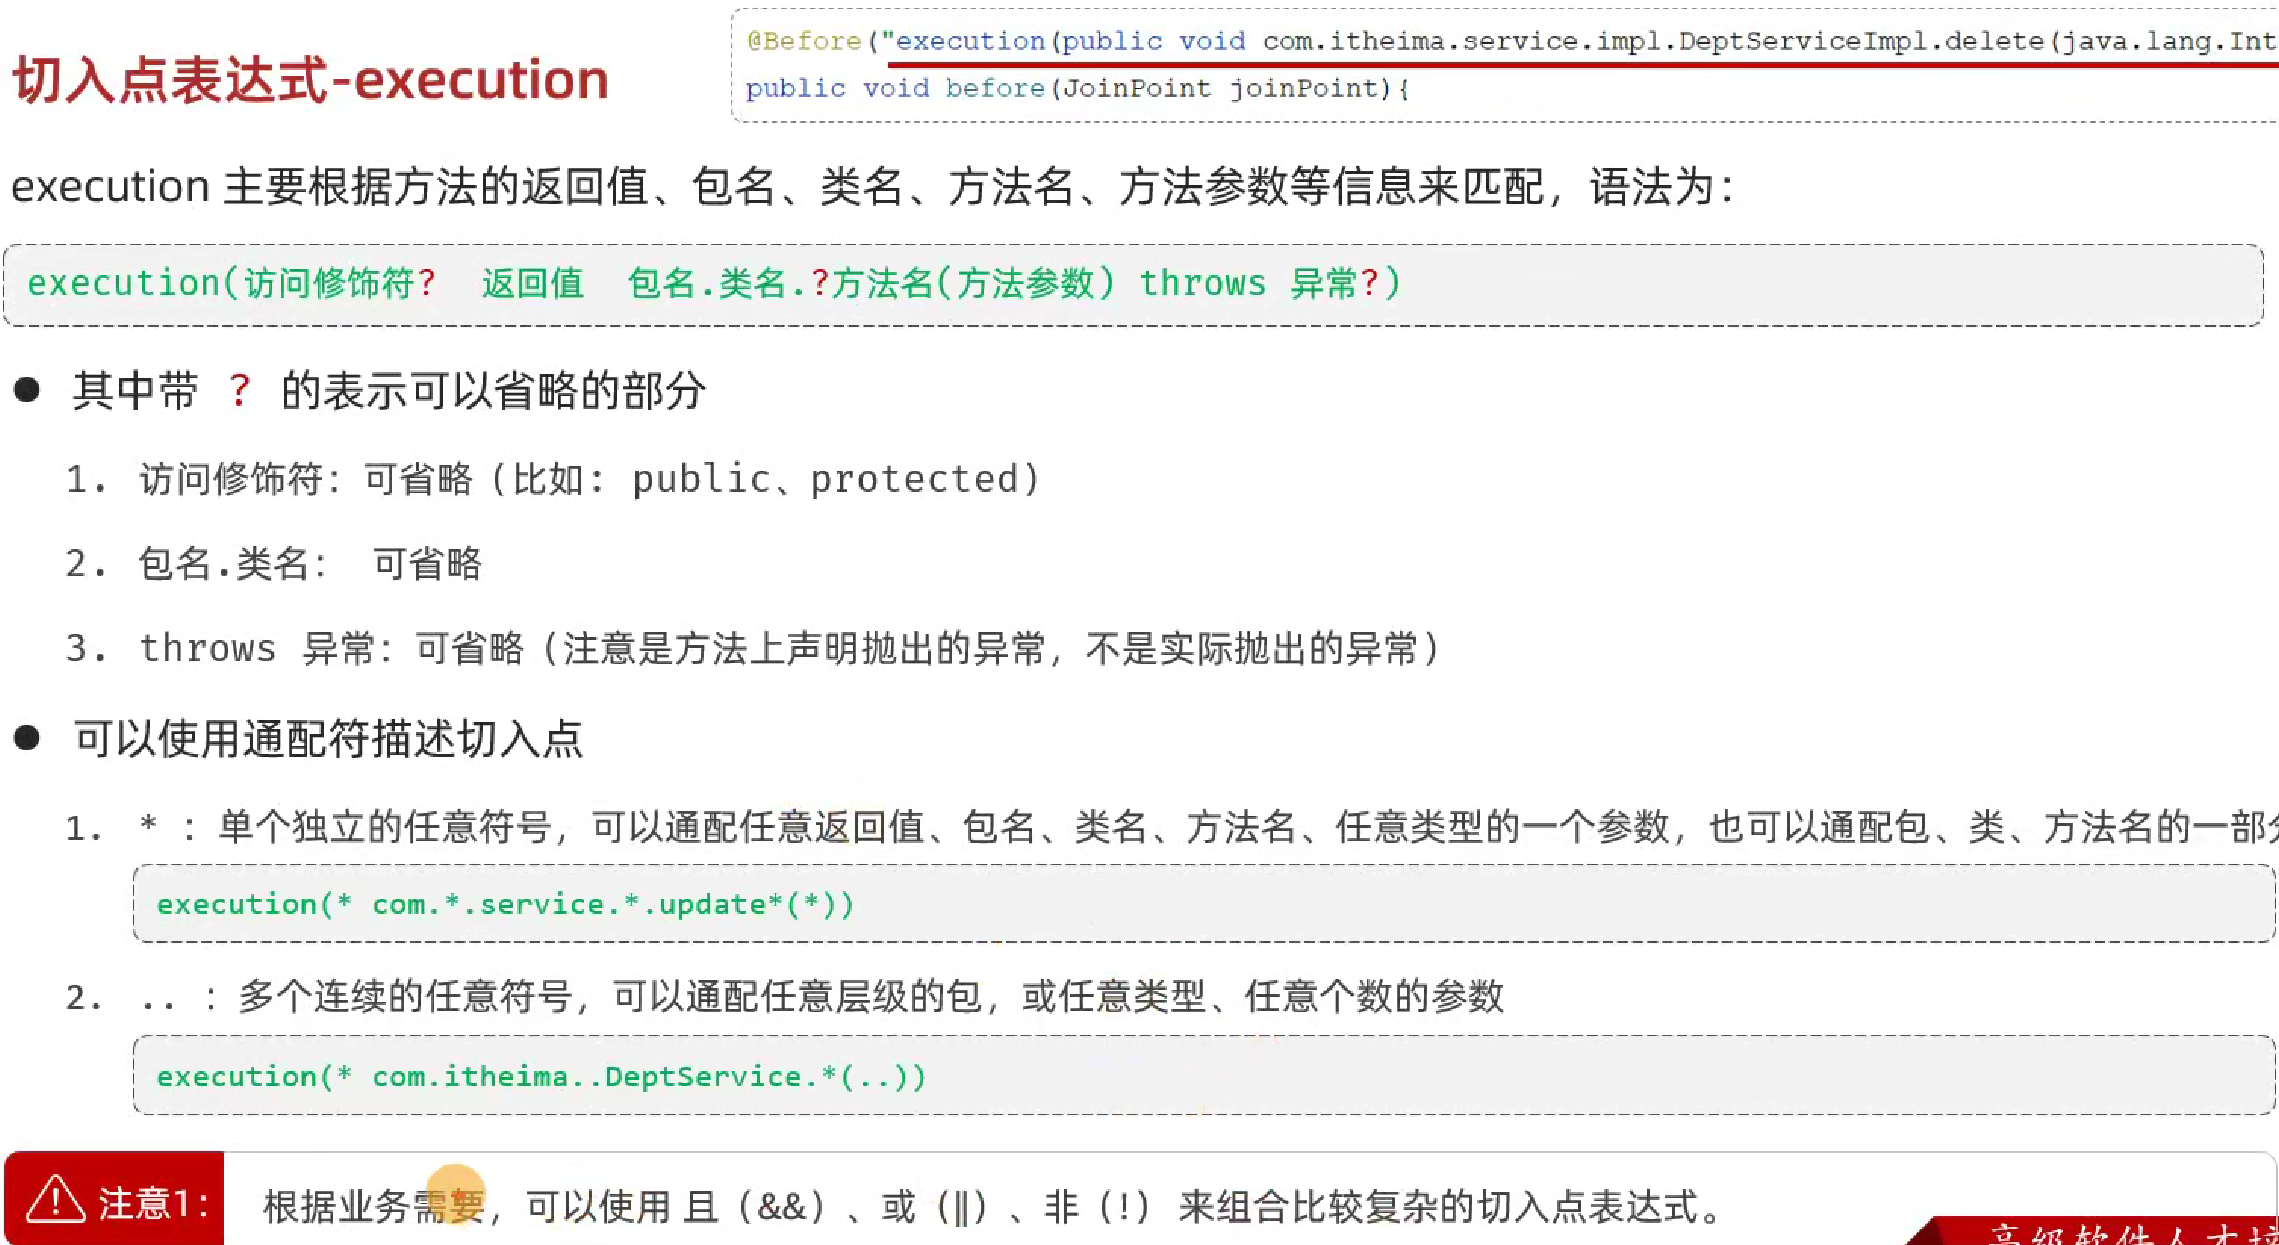 切入点表达式-execution
@Before("execution(public void com.itheima.service.impl.DeptServiceImpl.delete(java.lang.Int
public void before(JoinPoint joinPoint){
execution 主要根据方法的返回值、包名、类名、方法名、方法参数等信息来匹配，语法为：
execution(访问修饰符? 返回值 包名.类名.?方法名(方法参数) throws 异常?)
● 其中带 ? 的表示可以省略的部分
1. 访问修饰符：可省略（比如: public、protected）
2. 包名.类名： 可省略
3. throws 异常：可省略（注意是方法上声明抛出的异常，不是实际抛出的异常）
● 可以使用通配符描述切入点
1. * ：单个独立的任意符号，可以通配任意返回值、包名、类名、方法名、任意类型的一个参数，也可以通配包、类、方法名的一部分
execution(* com.*.service.*.update*(*))
2. .. ：多个连续的任意符号，可以通配任意层级的包，或任意类型、任意个数的参数
execution(* com.itheima..DeptService.*(..))
注意1： 根据业务需要，可以使用 且（&&）、或（||）、非（!） 来组合比较复杂的切入点表达式。
高级软件人才培